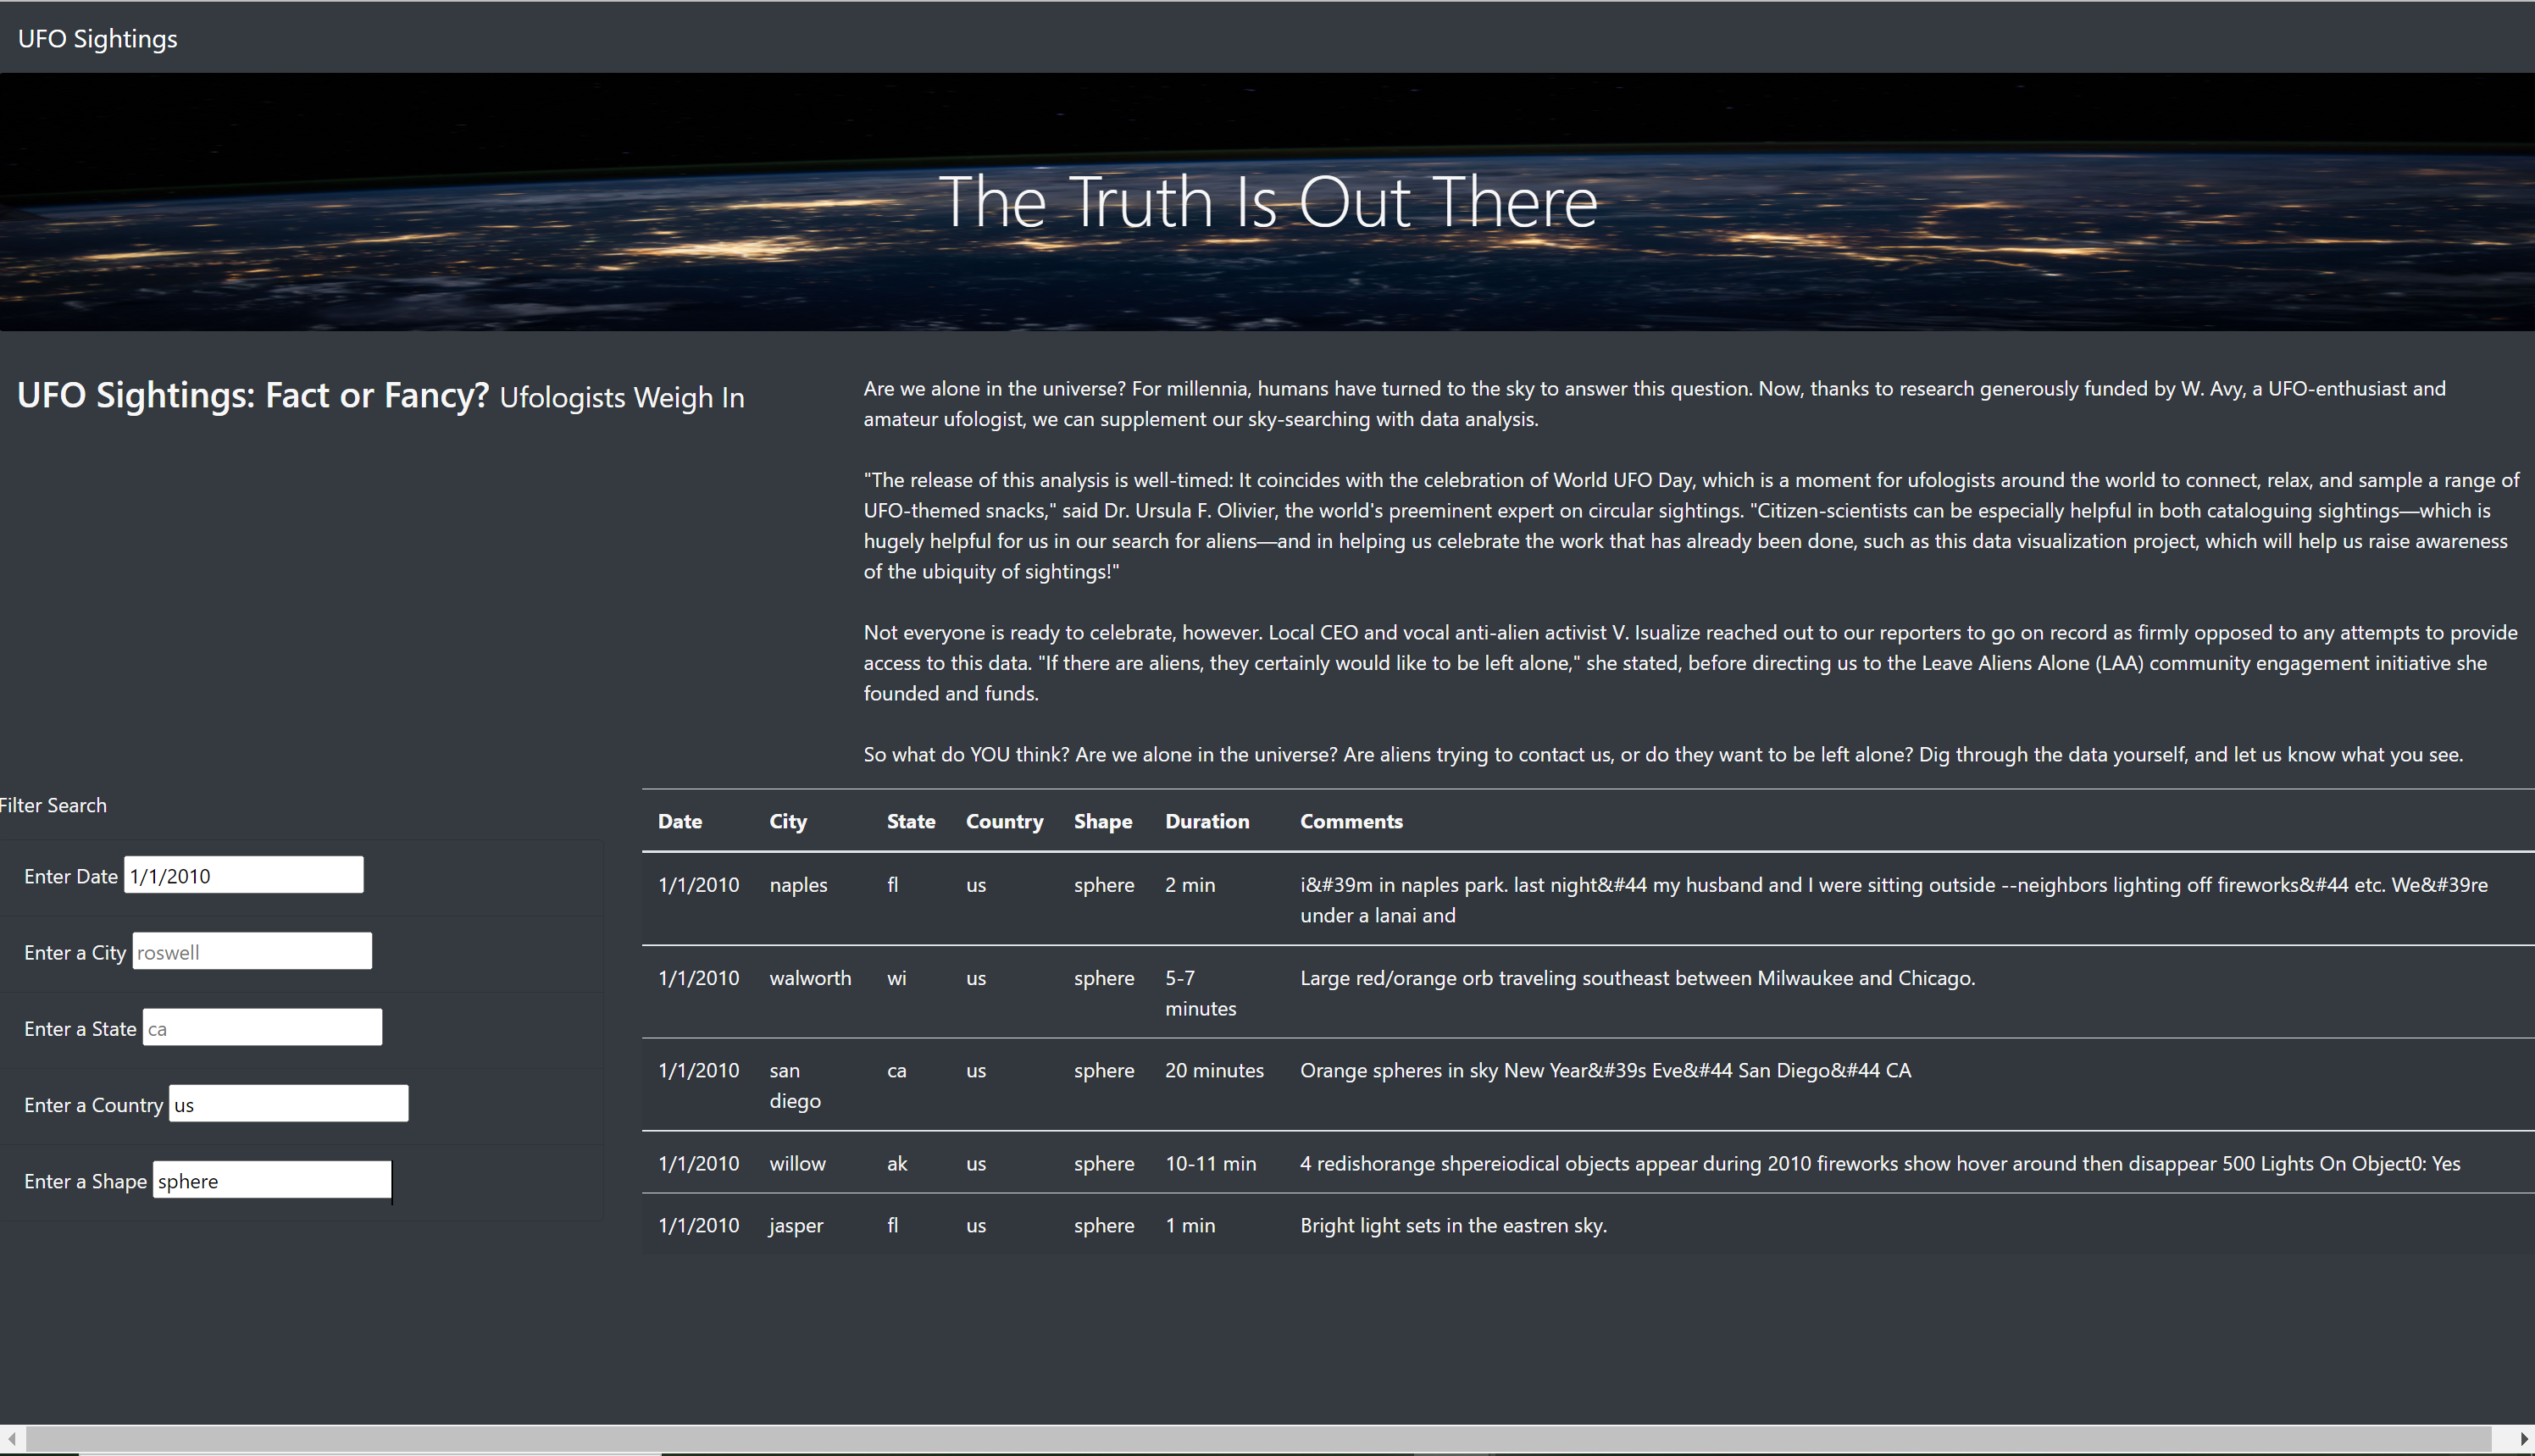 UFO Sightings
The Truth Is Out There
UFO Sightings: Fact or Fancy? Ufologists Weigh In
Are we alone in the universe? For millennia, humans have turned to the sky to answer this question. Now, thanks to research generously funded by W. Avy, a UFO-enthusiast and
amateur ufologist, we can supplement our sky-searching with data analysis.
"The release of this analysis is well-timed: It coincides with the celebration of World UFO Day, which is a moment for ufologists around the world to connect, relax, and sample a range of
UFO-themed snacks," said Dr. Ursula F. Olivier, the world's preeminent expert on circular sightings. "Citizen-scientists can be especially helpful in both cataloguing sightings—which is
hugely helpful for us in our search for aliens—and in helping us celebrate the work that has already been done, such as this data visualization project, which will help us raise awareness
of the ubiquity of sightings!"
Not everyone is ready to celebrate, however. Local CEO and vocal anti-alien activist V. Isualize reached out to our reporters to go on record as firmly opposed to any attempts to provide
access to this data. "If there are aliens, they certainly would like to be left alone," she stated, before directing us to the Leave Aliens Alone (LAA) community engagement initiative she
founded and funds.
So what do YOU think? Are we alone in the universe? Are aliens trying to contact us, or do they want to be left alone? Dig through the data yourself, and let us know what you see.
Filter Search
Enter Date 1/1/2010
Enter a City roswell
Enter a State ca
Enter a Country us
Enter a Shape sphere
Date City State Country Shape Duration Comments
1/1/2010 naples fl us sphere 2 min i&#39m in naples park. last night&#44 my husband and I were sitting outside --neighbors lighting off fireworks&#44 etc. We&#39re
under a lanai and
1/1/2010 walworth wi us sphere 5-7 Large red/orange orb traveling southeast between Milwaukee and Chicago.
minutes
1/1/2010 san ca us sphere 20 minutes Orange spheres in sky New Year&#39s Eve&#44 San Diego&#44 CA
diego
1/1/2010 willow ak us sphere 10-11 min 4 redishorange shpereiodical objects appear during 2010 fireworks show hover around then disappear 500 Lights On Object0: Yes
1/1/2010 jasper fl us sphere 1 min Bright light sets in the eastren sky.